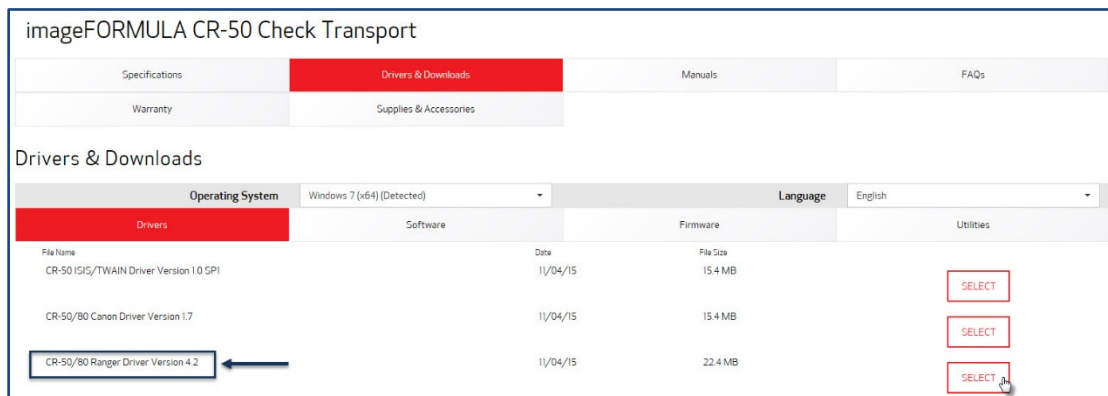 imageFORMULA CR-50 Check Transport
Specifications Drivers & Downloads Manuals FAQs
Warranty Supplies & Accessories
Drivers & Downloads
Operating System Windows 7 (x64) (Detected) Language English
Drivers Software Firmware Utilities
File Name Date File Size
CR-50 ISIS/TWAIN Driver Version 1.0 SP1 11/04/15 15.4 MB
SELECT
CR-50/80 Canon Driver Version 1.7 11/04/15 15.4 MB
SELECT
CR-50/80 Ranger Driver Version 4.2 11/04/15 22.4 MB
SELECT